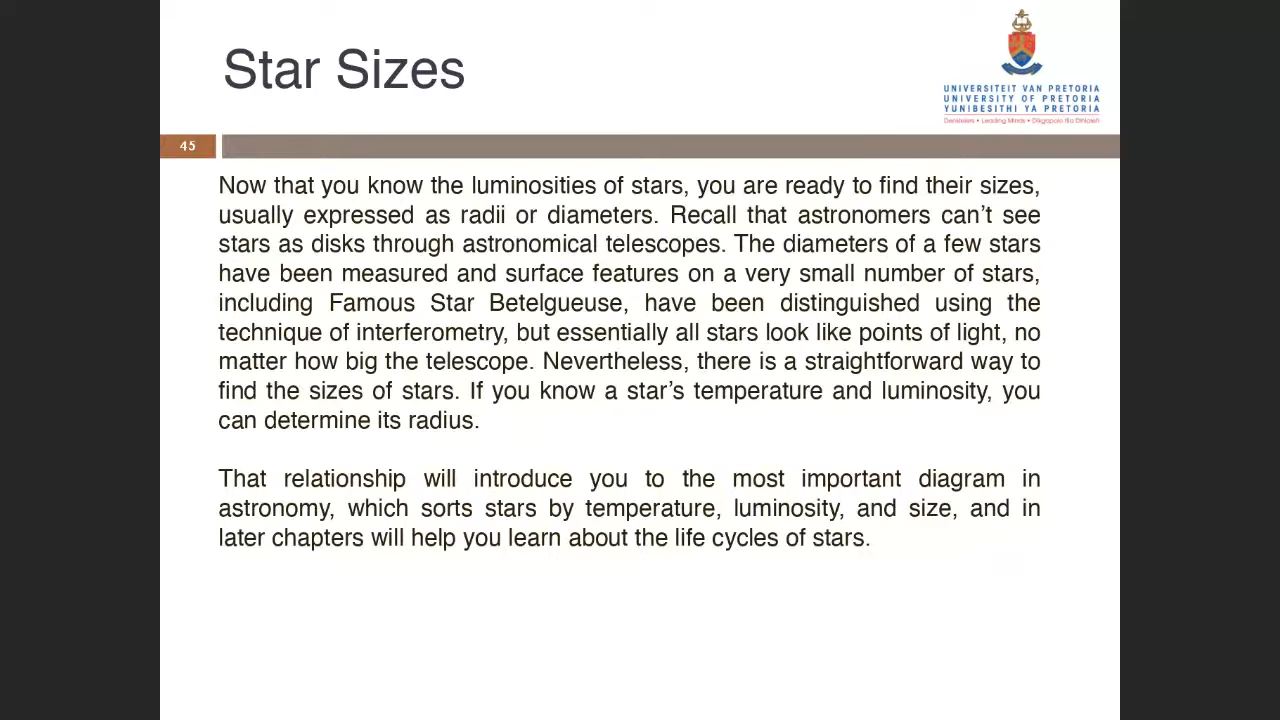 Star Sizes
UNIVERSITEIT VAN PRETORIA
UNIVERSITY OF PRETORIA
YUNIBESITHI YA PRETORIA
Denkleiers • Leading Minds • Dikgopolo tša Dihlalefi
45
Now that you know the luminosities of stars, you are ready to find their sizes,
usually expressed as radii or diameters. Recall that astronomers can’t see
stars as disks through astronomical telescopes. The diameters of a few stars
have been measured and surface features on a very small number of stars,
including Famous Star Betelgueuse, have been distinguished using the
technique of interferometry, but essentially all stars look like points of light, no
matter how big the telescope. Nevertheless, there is a straightforward way to
find the sizes of stars. If you know a star’s temperature and luminosity, you
can determine its radius.
That relationship will introduce you to the most important diagram in
astronomy, which sorts stars by temperature, luminosity, and size, and in
later chapters will help you learn about the life cycles of stars.